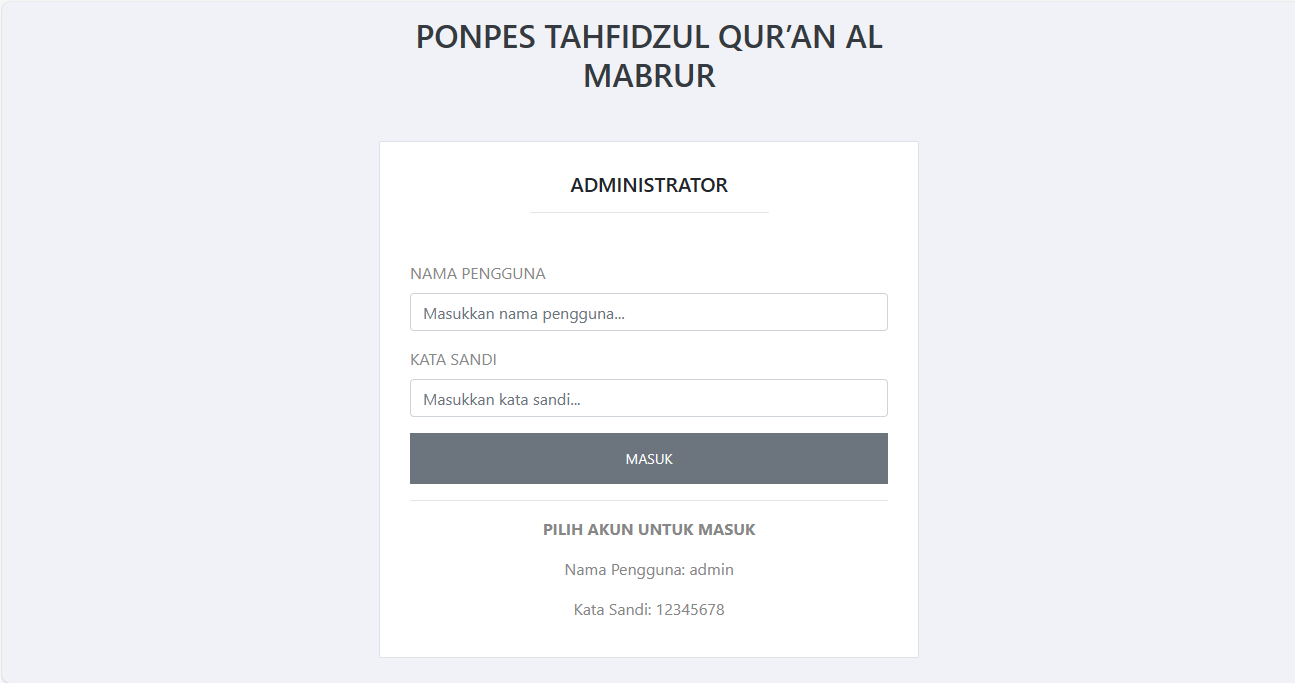 PONPES TAHFIDZUL QUR’AN AL
MABRUR
ADMINISTRATOR
NAMA PENGGUNA
Masukkan nama pengguna...
KATA SANDI
Masukkan kata sandi...
MASUK
PILIH AKUN UNTUK MASUK
Nama Pengguna: admin
Kata Sandi: 12345678